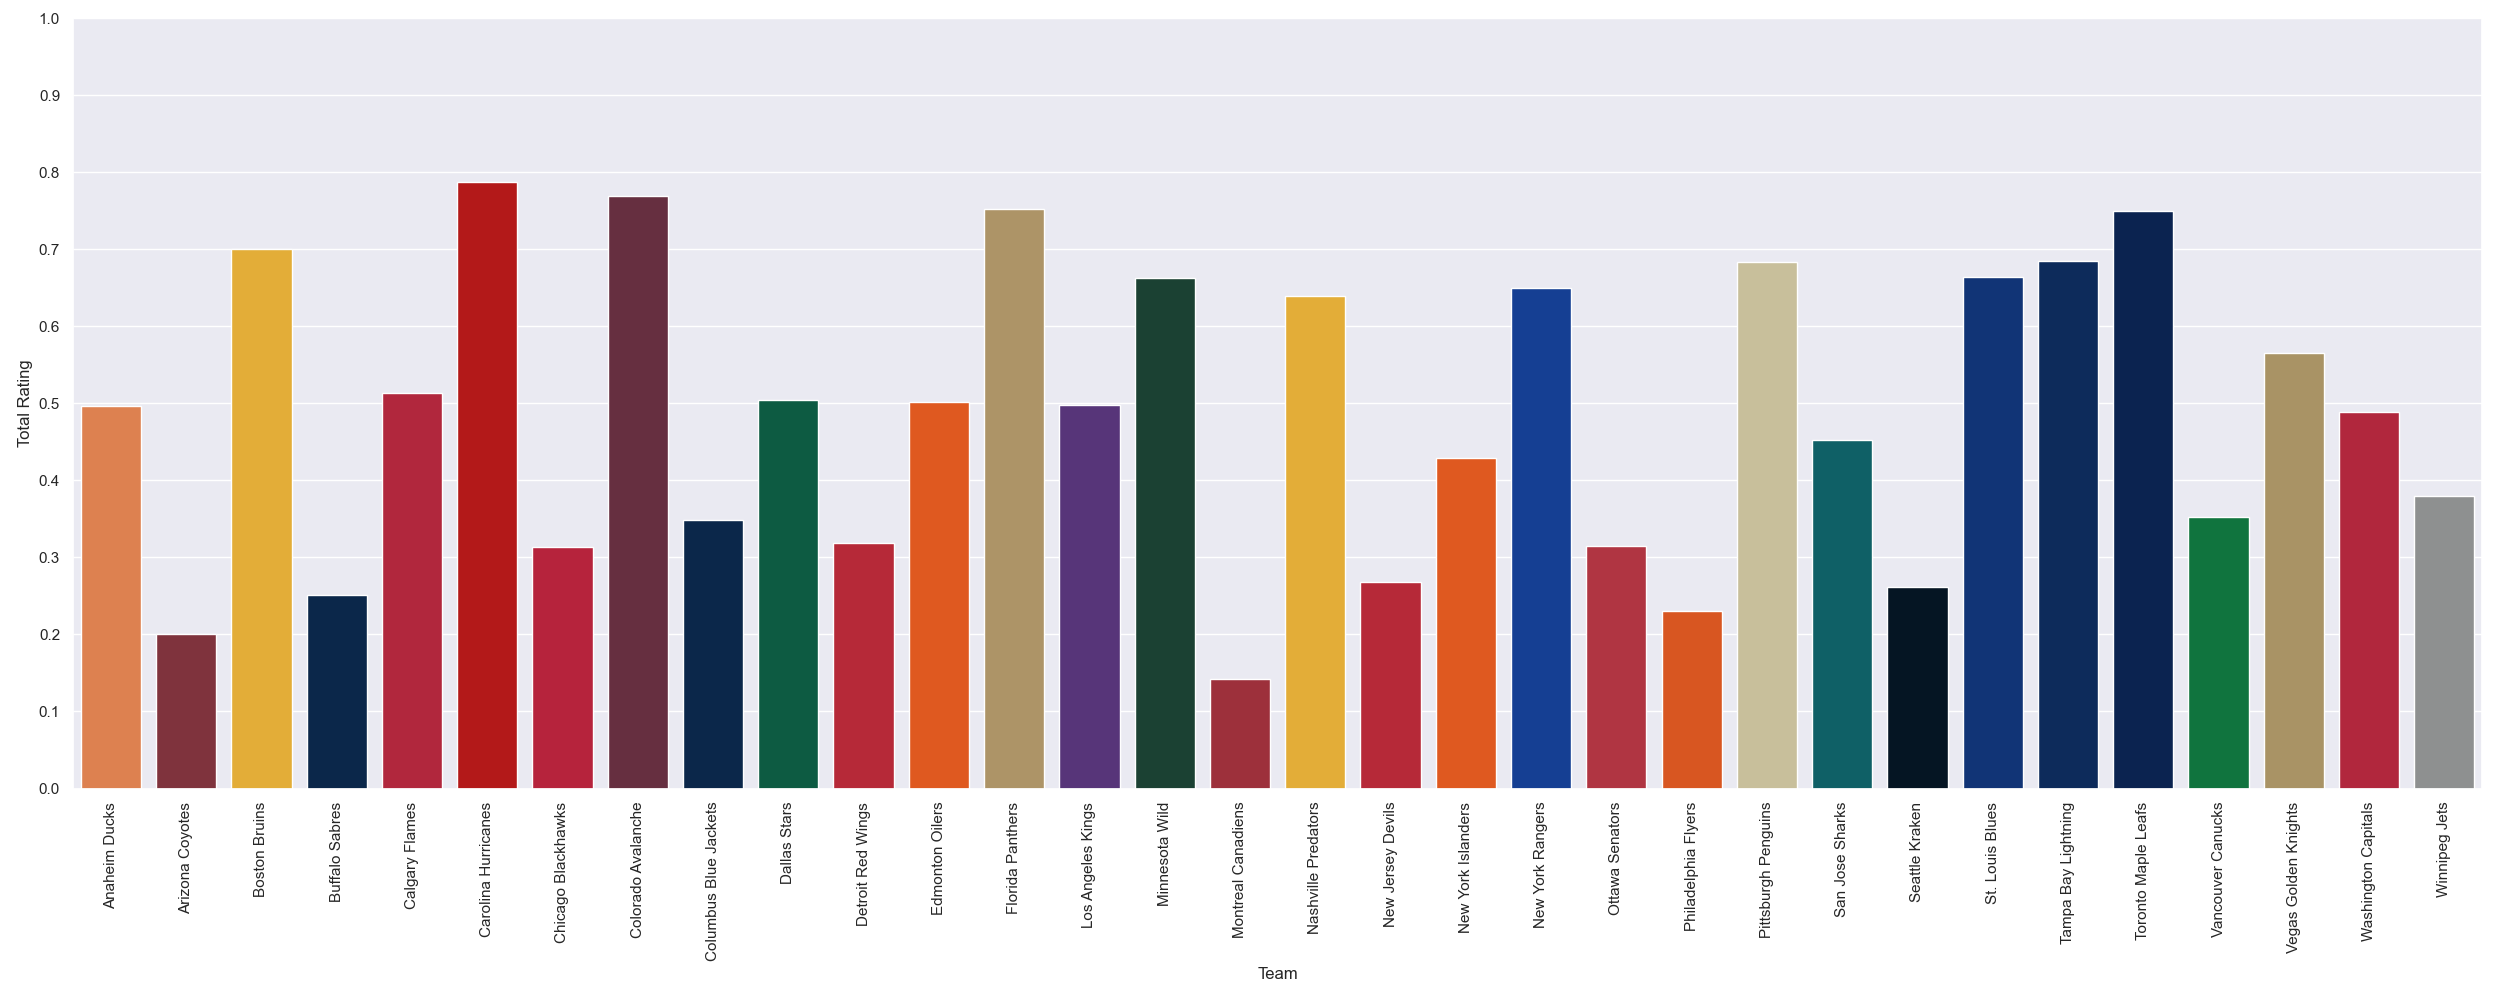 1.0
0.9
0.8
0.7
0.6
0.5
0.4
0.3
0.2
0.1
0.0
Total Rating
Anaheim Ducks
Arizona Coyotes
Boston Bruins
Buffalo Sabres
Calgary Flames
Carolina Hurricanes
Chicago Blackhawks
Colorado Avalanche
Columbus Blue Jackets
Dallas Stars
Detroit Red Wings
Edmonton Oilers
Florida Panthers
Los Angeles Kings
Minnesota Wild
Montreal Canadiens
Nashville Predators
New Jersey Devils
New York Islanders
New York Rangers
Ottawa Senators
Philadelphia Flyers
Pittsburgh Penguins
San Jose Sharks
Seattle Kraken
St. Louis Blues
Tampa Bay Lightning
Toronto Maple Leafs
Vancouver Canucks
Vegas Golden Knights
Washington Capitals
Winnipeg Jets
Team